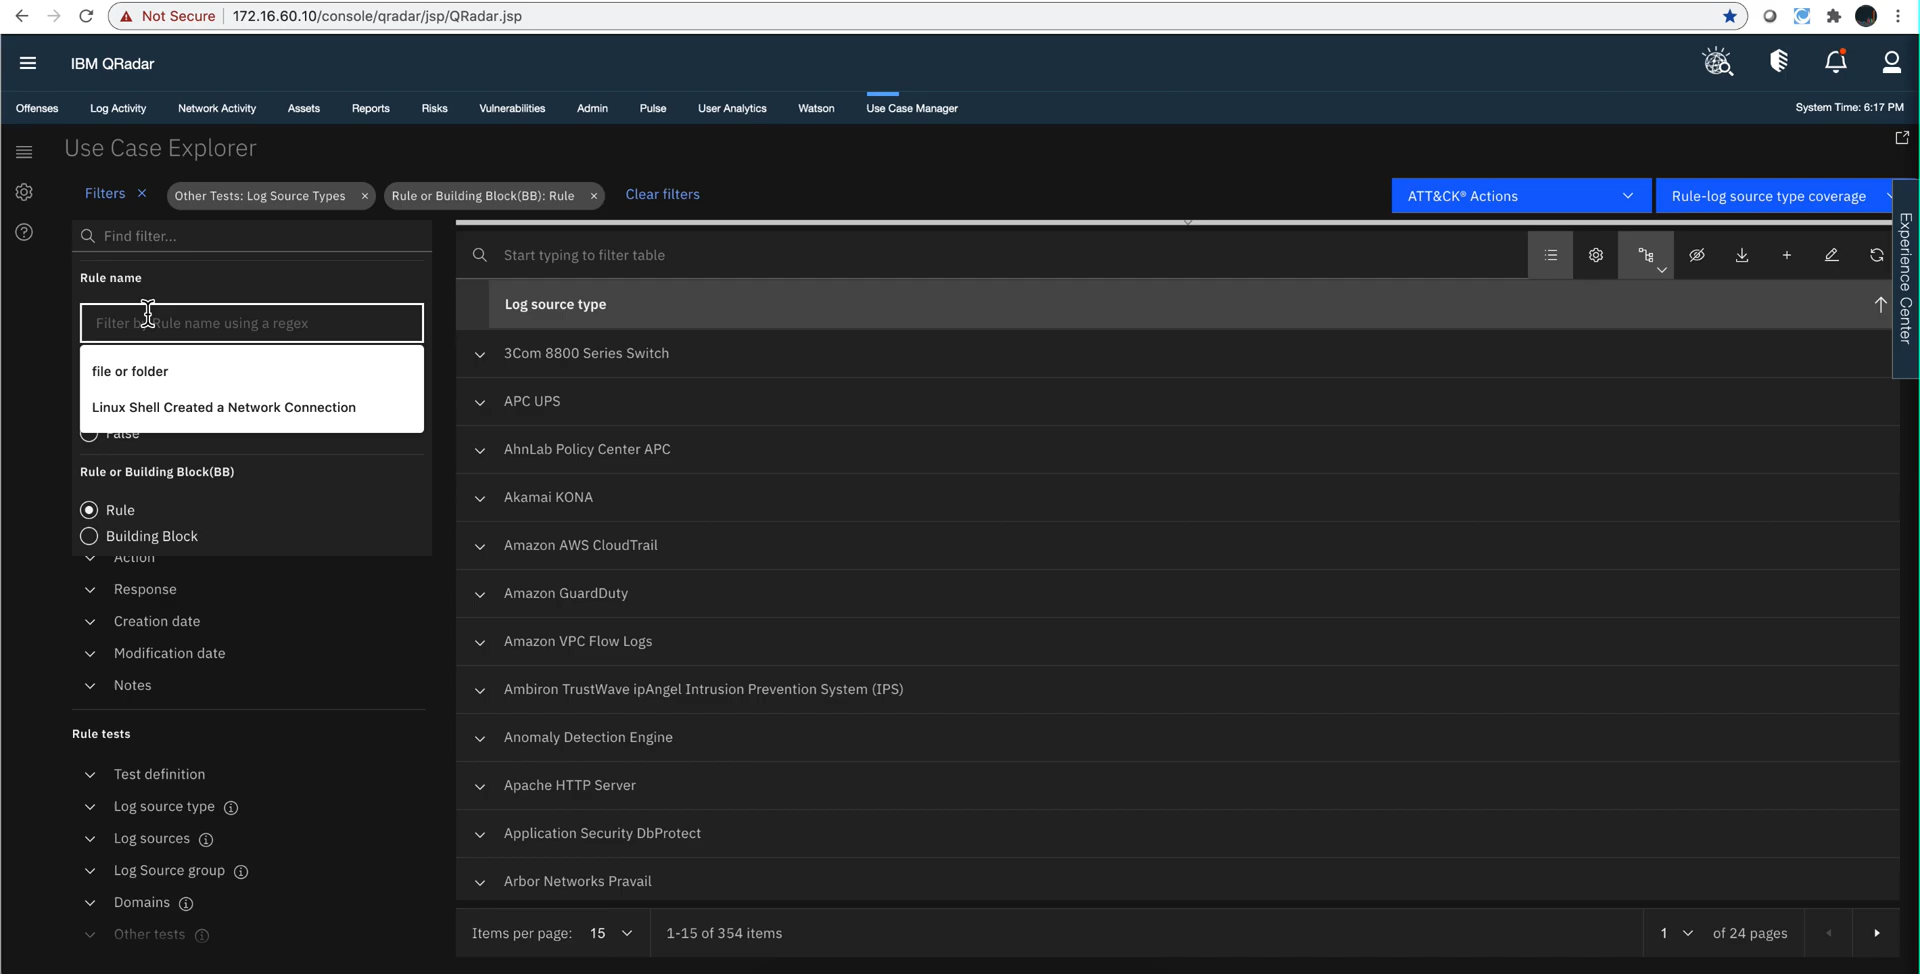 Not Secure
172.16.60.10/console/qradar/jsp/QRadar.jsp
IBM QRadar
Offenses
Log Activity
Network Activity
Assets
Reports
Risks
Vulnerabilities
Admin
Pulse
User Analytics
Watson
Use Case Manager
System Time: 6:17 PM
Use Case Explorer
Filters
Other Tests: Log Source Types
Rule or Building Block(BB): Rule
Clear filters
ATT&CK® Actions
Rule-log source type coverage
Experience Center
Find filter...
Rule name
Filter by Rule name using a regex
file or folder
Linux Shell Created a Network Connection
False
Rule or Building Block(BB)
Rule
Building Block
Action
Response
Creation date
Modification date
Notes
Rule tests
Test definition
Log source type
Log sources
Log Source group
Domains
Other tests
Start typing to filter table
Log source type
3Com 8800 Series Switch
APC UPS
AhnLab Policy Center APC
Akamai KONA
Amazon AWS CloudTrail
Amazon GuardDuty
Amazon VPC Flow Logs
Ambiron TrustWave ipAngel Intrusion Prevention System (IPS)
Anomaly Detection Engine
Apache HTTP Server
Application Security DbProtect
Arbor Networks Pravail
Items per page: 15
1-15 of 354 items
1 of 24 pages